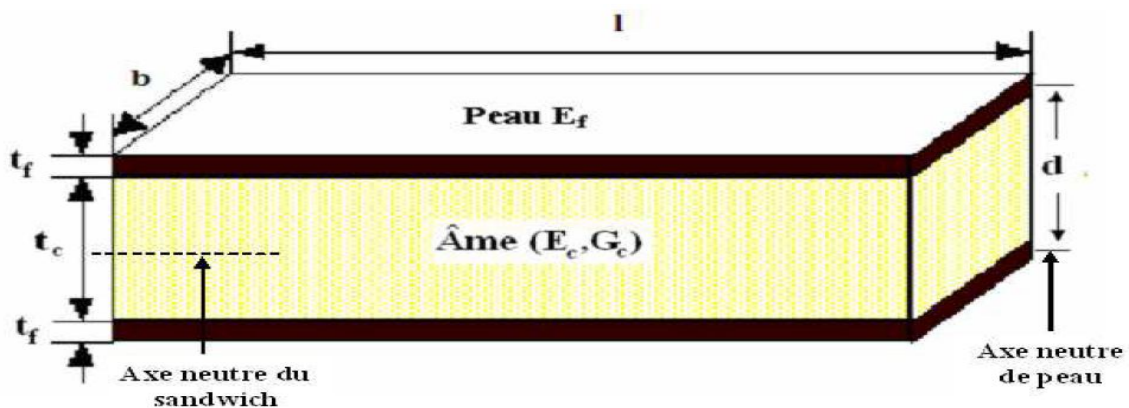 l
b
Peau E_f
t_f
d
t_c
Âme (E_c,G_c)
t_f
Axe neutre du
sandwich
Axe neutre
de peau